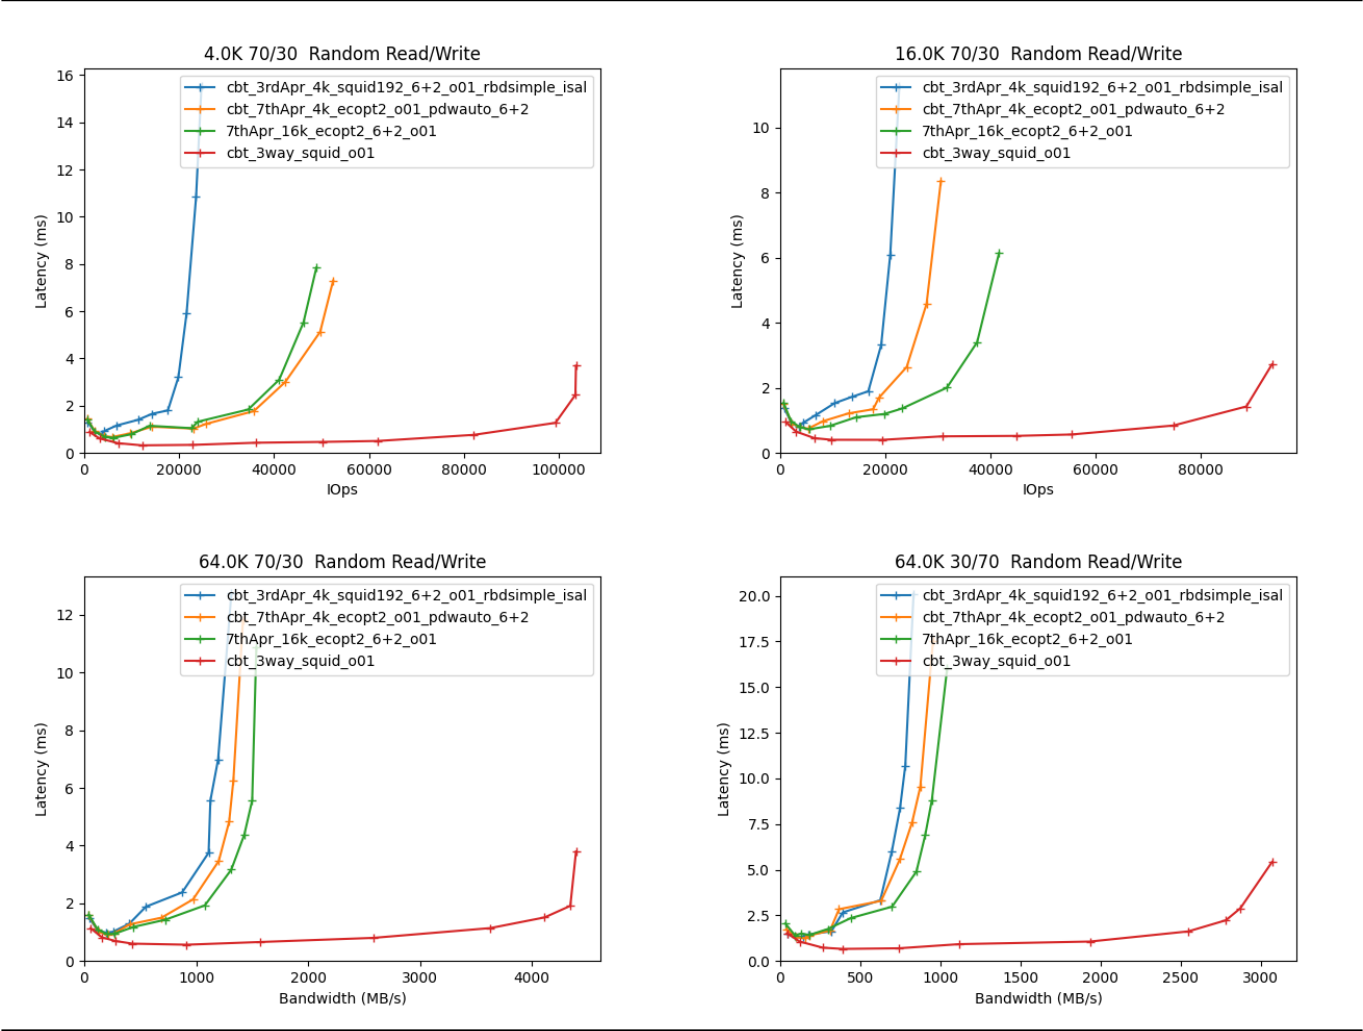 4.0K 70/30  Random Read/Write
16
14
12
10
8
6
4
2
0
Latency (ms)
cbt_3rdApr_4k_squid192_6+2_o01_rbdsimple_isal
cbt_7thApr_4k_ecopt2_o01_pdwauto_6+2
7thApr_16k_ecopt2_6+2_o01
cbt_3way_squid_o01
0 20000 40000 60000 80000 100000
IOps
16.0K 70/30  Random Read/Write
10
8
6
4
2
0
Latency (ms)
cbt_3rdApr_4k_squid192_6+2_o01_rbdsimple_isal
cbt_7thApr_4k_ecopt2_o01_pdwauto_6+2
7thApr_16k_ecopt2_6+2_o01
cbt_3way_squid_o01
0 20000 40000 60000 80000
IOps
64.0K 70/30  Random Read/Write
12
10
8
6
4
2
0
Latency (ms)
cbt_3rdApr_4k_squid192_6+2_o01_rbdsimple_isal
cbt_7thApr_4k_ecopt2_o01_pdwauto_6+2
7thApr_16k_ecopt2_6+2_o01
cbt_3way_squid_o01
0 1000 2000 3000 4000
Bandwidth (MB/s)
64.0K 30/70  Random Read/Write
20.0
17.5
15.0
12.5
10.0
7.5
5.0
2.5
0.0
Latency (ms)
cbt_3rdApr_4k_squid192_6+2_o01_rbdsimple_isal
cbt_7thApr_4k_ecopt2_o01_pdwauto_6+2
7thApr_16k_ecopt2_6+2_o01
cbt_3way_squid_o01
0 500 1000 1500 2000 2500 3000
Bandwidth (MB/s)